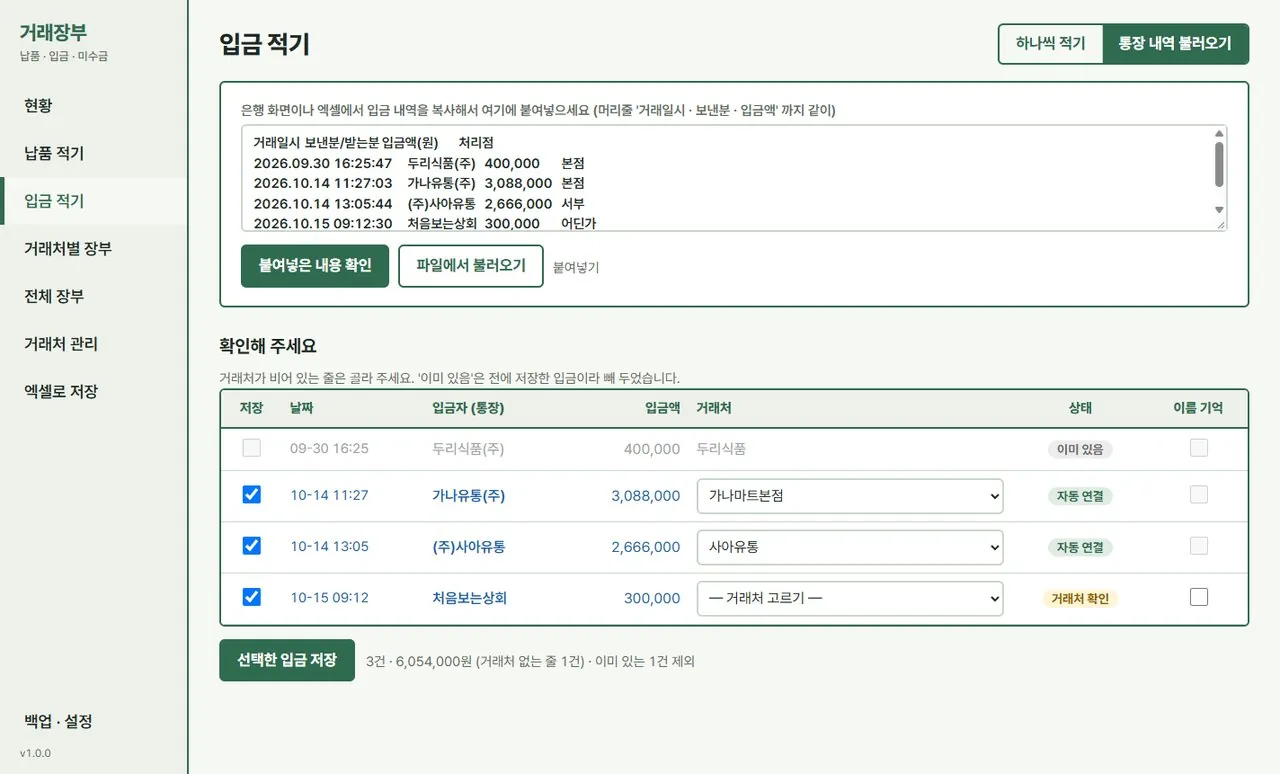 거래장부
납품 · 입금 · 미수금
현황
납품 적기
입금 적기
거래처별 장부
전체 장부
거래처 관리
엑셀로 저장
백업 · 설정
v1.0.0
입금 적기
하나씩 적기
통장 내역 불러오기
은행 화면이나 엑셀에서 입금 내역을 복사해서 여기에 붙여넣으세요 (머리줄 '거래일시 · 보낸분 · 입금액' 까지 같이)
거래일시 보낸분/받는분 입금액(원) 처리점
2026.09.30 16:25:47 두리식품(주) 400,000 본점
2026.10.14 11:27:03 가나유통(주) 3,088,000 본점
2026.10.14 13:05:44 (주)사아유통 2,666,000 서부
2026.10.15 09:12:30 처음보는상회 300,000 어딘가
붙여넣은 내용 확인
파일에서 불러오기
붙여넣기
확인해 주세요
거래처가 비어 있는 줄은 골라 주세요. '이미 있음'은 전에 저장한 입금이라 빼 두었습니다.
저장 날짜 입금자 (통장) 입금액 거래처 상태 이름 기억
09-30 16:25 두리식품(주) 400,000 두리식품 이미 있음
10-14 11:27 가나유통(주) 3,088,000 가나마트본점 자동 연결
10-14 13:05 (주)사아유통 2,666,000 사아유통 자동 연결
10-15 09:12 처음보는상회 300,000 — 거래처 고르기 — 거래처 확인
선택한 입금 저장
3건 · 6,054,000원 (거래처 없는 줄 1건) · 이미 있는 1건 제외